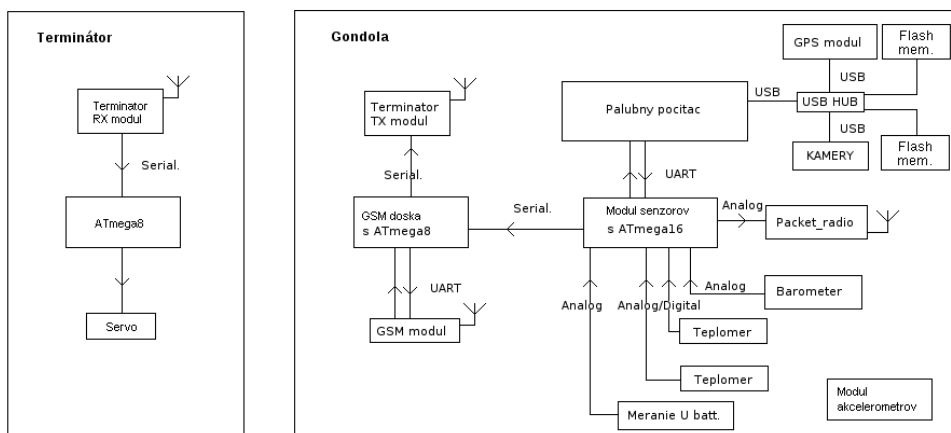 Terminátor
Terminator
RX modul
Serial.
ATmega8
Servo
Gondola
Terminator
TX modul
Serial.
GSM doska
s ATmega8
UART
GSM modul
Serial.
Palubny pocitac
UART
Modul senzorov
s ATmega16
USB
GPS modul
USB
USB HUB
USB
KAMERY
Flash
mem.
Flash
mem.
Analog
Packet_radio
Analog
Barometer
Analog
Analog/Digital
Teplomer
Teplomer
Meranie U batt.
Modul
akcelerometrov